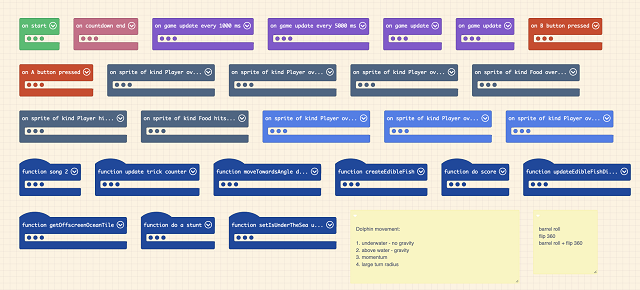 on start
on countdown end
on game update every 1000 ms
on game update every 5000 ms
on game update
on game update
on B button pressed
on A button pressed
on sprite of kind Player ov...
on sprite of kind Player ov...
on sprite of kind Player ov...
on sprite of kind Food over...
on sprite of kind Player hi...
on sprite of kind Food hits...
on sprite of kind Player ov...
on sprite of kind Player ov...
on sprite of kind Player ov...
function song 2
function update trick counter
function moveTowardsAngle d...
function createEdibleFish
function do score
function updateEdibleFishDi...
function getOffscreenOceanTile
function do a stunt
function setIsUnderTheSea u...
Dolphin movement:
1. underwater - no gravity
2. above water - gravity
3. momentum
4. large turn radius
barrel roll
flip 360
barrel roll + flip 360